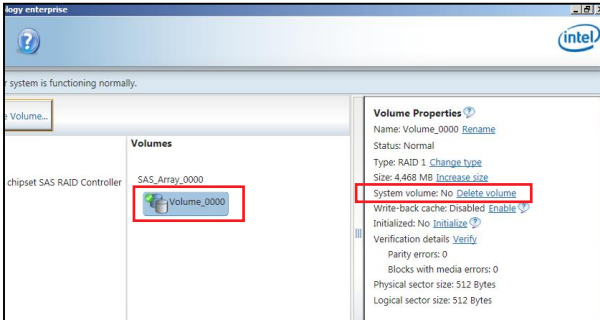 logy enterprise
intel
system is functioning normally.
Volume...
Volumes
chipset SAS RAID Controller
SAS_Array_0000
Volume_0000
Volume Properties
Name: Volume_0000 Rename
Status: Normal
Type: RAID 1 Change type
Size: 4,468 MB Increase size
System volume: No Delete volume
Write-back cache: Disabled Enable
Initialized: No Initialize
Verification details Verify
Parity errors: 0
Blocks with media errors: 0
Physical sector size: 512 Bytes
Logical sector size: 512 Bytes